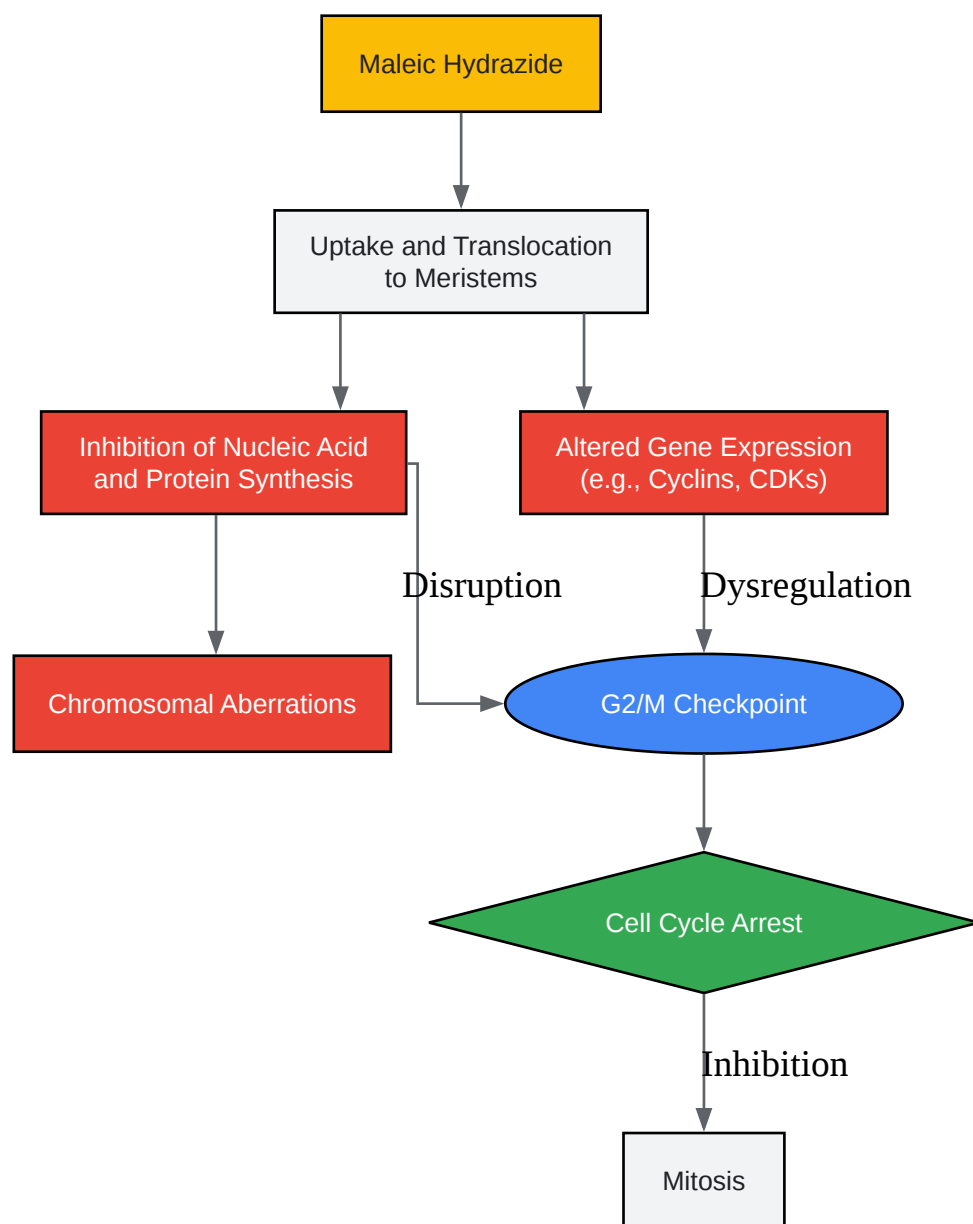 Maleic Hydrazide
Uptake and Translocation
to Meristems
Inhibition of Nucleic Acid
and Protein Synthesis
Altered Gene Expression
(e.g., Cyclins, CDKs)
Disruption
Dysregulation
Chromosomal Aberrations
G2/M Checkpoint
Cell Cycle Arrest
Inhibition
Mitosis